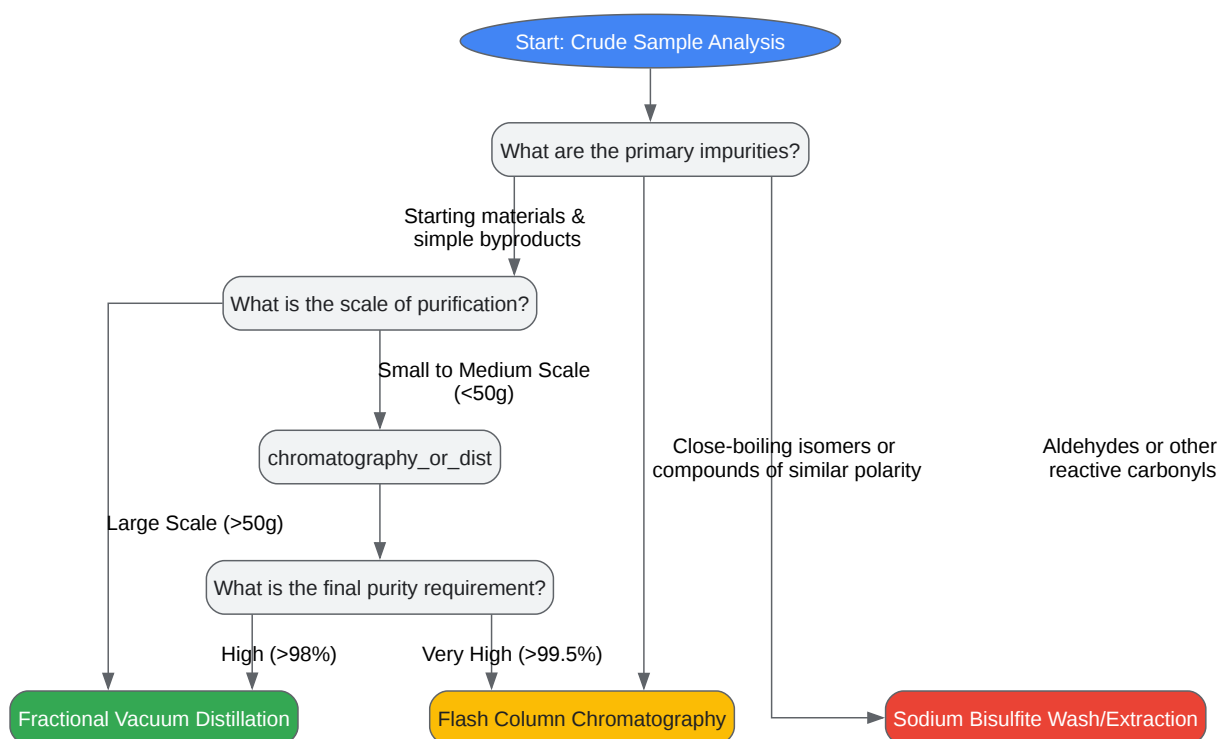 Start: Crude Sample Analysis
What are the primary impurities?
Starting materials &
simple byproducts
What is the scale of purification?
Small to Medium Scale
(<50g)
Close-boiling isomers or
compounds of similar polarity
Aldehydes or other
reactive carbonyls
chromatography_or_dist
Large Scale (>50g)
What is the final purity requirement?
High (>98%)
Very High (>99.5%)
Fractional Vacuum Distillation
Flash Column Chromatography
Sodium Bisulfite Wash/Extraction